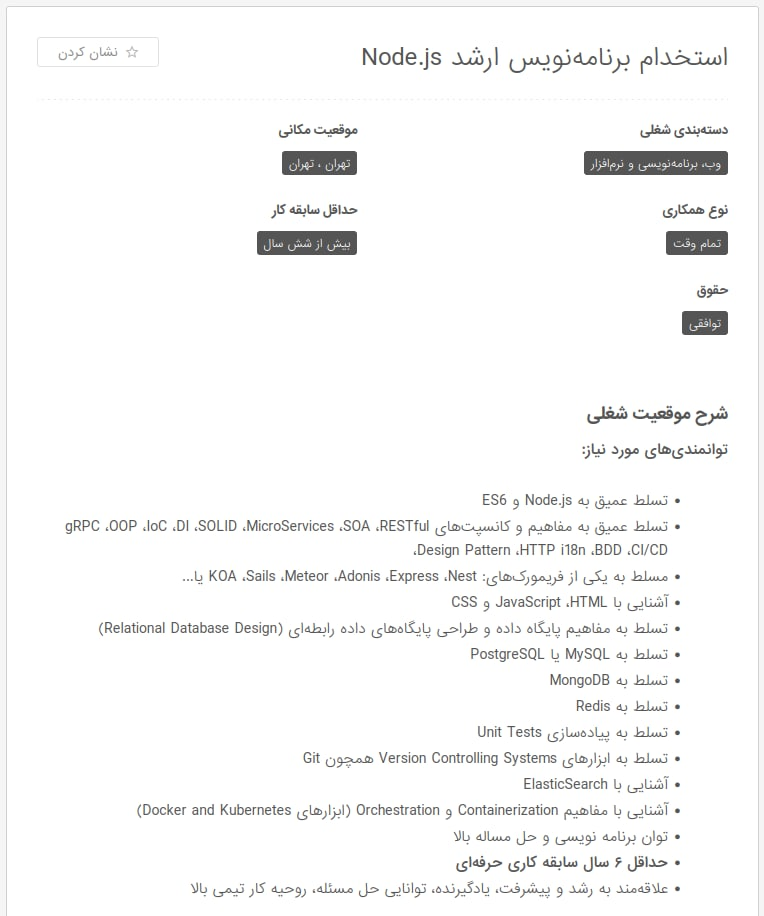 استخدام برنامه‌نویس ارشد Node.js
نشان کردن
دسته‌بندی شغلی
وب، برنامه‌نویسی و نرم‌افزار
موقعیت مکانی
تهران ، تهران
نوع همکاری
تمام وقت
حداقل سابقه کار
بیش از شش سال
حقوق
توافقی
شرح موقعیت شغلی
توانمندی‌های مورد نیاز:
• تسلط عمیق به Node.js و ES6
• تسلط عمیق به مفاهیم و کانسپت‌های RESTful، SOA، MicroServices، SOLID، DI، IoC، OOP، gRPC
CI/CD، BDD، HTTP i18n، Design Pattern،
• مسلط به یکی از فریمورک‌های: Nest، Express، Adonis، Meteor، Sails، KOA یا...
• آشنایی با HTML، JavaScript و CSS
• تسلط به مفاهیم پایگاه داده و طراحی پایگاه‌های داده رابطه‌ای (Relational Database Design)
• تسلط به MySQL یا PostgreSQL
• تسلط به MongoDB
• تسلط به Redis
• تسلط به پیاده‌سازی Unit Tests
• تسلط به ابزارهای Version Controlling Systems همچون Git
• آشنایی با ElasticSearch
• آشنایی با مفاهیم Containerization و Orchestration (ابزارهای Docker and Kubernetes)
• توان برنامه نویسی و حل مساله بالا
• حداقل ۶ سال سابقه کاری حرفه‌ای
• علاقه‌مند به رشد و پیشرفت، یادگیرنده، توانایی حل مسئله، روحیه کار تیمی بالا